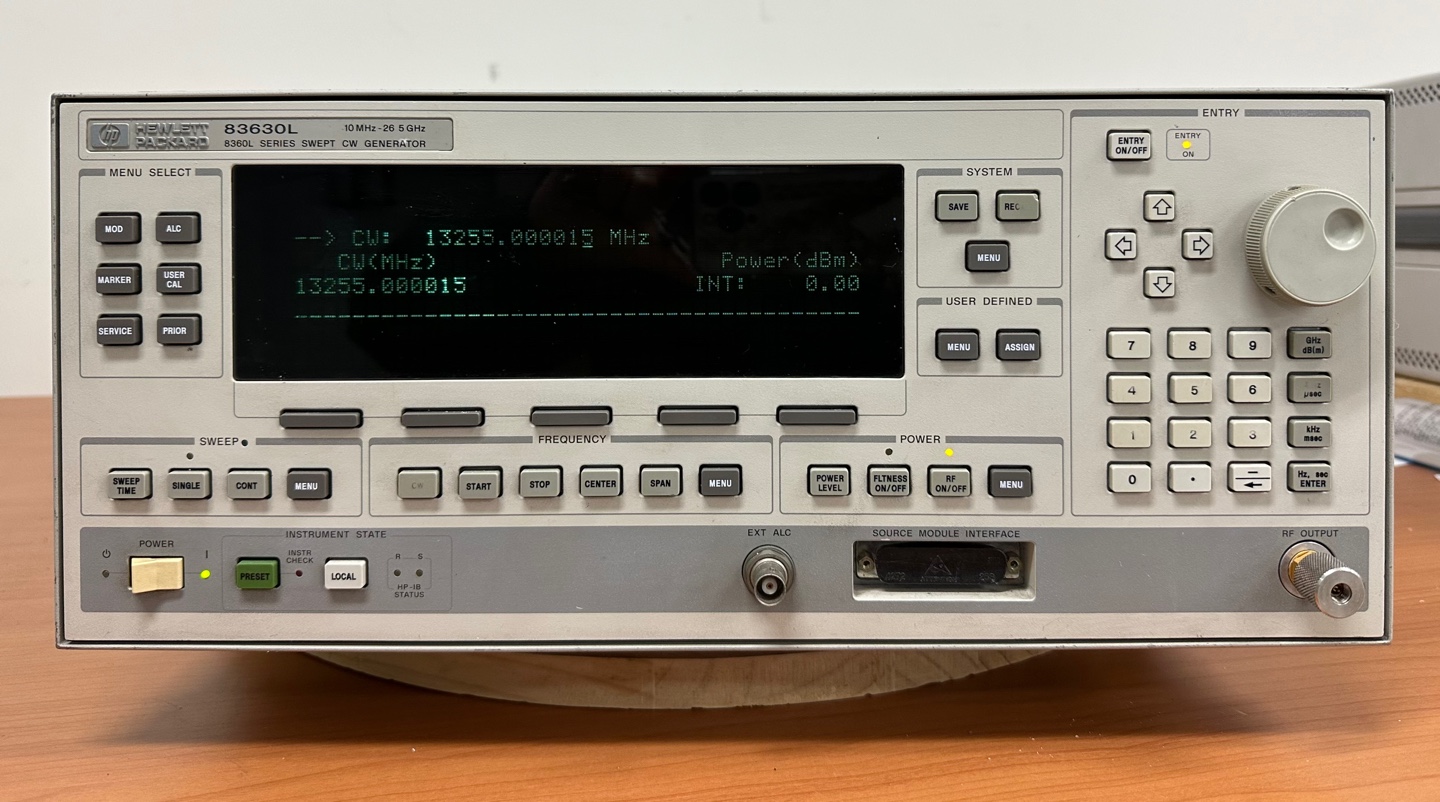 hp HEWLETT PACKARD
83630L 10 MHz - 26.5 GHz
8360L SERIES SWEPT CW GENERATOR
MENU SELECT
MOD ALC
MARKER USER CAL
SERVICE PRIOR
--> CW: 13255.000015 MHz
CW(MHz) Power(dBm)
13255.000015 INT: 0.00
SYSTEM
SAVE
MENU
USER DEFINED
MENU ASSIGN
ENTRY
ENTRY ON/OFF
ENTRY ON
7 8 9 GHz dB(m)
4 5 6 µsec
1 2 3 kHz msec
0 . − Hz, sec ENTER
SWEEP
SWEEP TIME SINGLE CONT MENU
FREQUENCY
CW START STOP CENTER SPAN MENU
POWER
POWER LEVEL FLTNESS ON/OFF RF ON/OFF MENU
POWER
INSTRUMENT STATE
PRESET
INSTR CHECK
LOCAL
R S
HP-IB STATUS
EXT ALC
SOURCE MODULE INTERFACE
RF OUTPUT